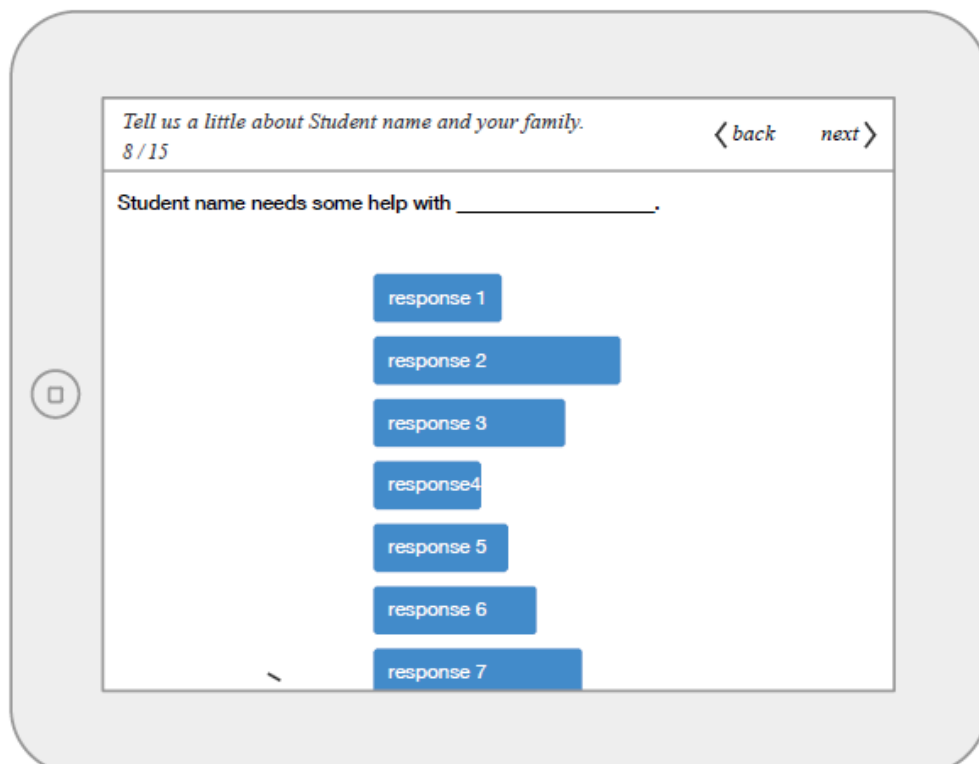 Tell us a little about Student name and your family.
8 / 15
back next
Student name needs some help with __________________.
response 1
response 2
response 3
response4
response 5
response 6
response 7